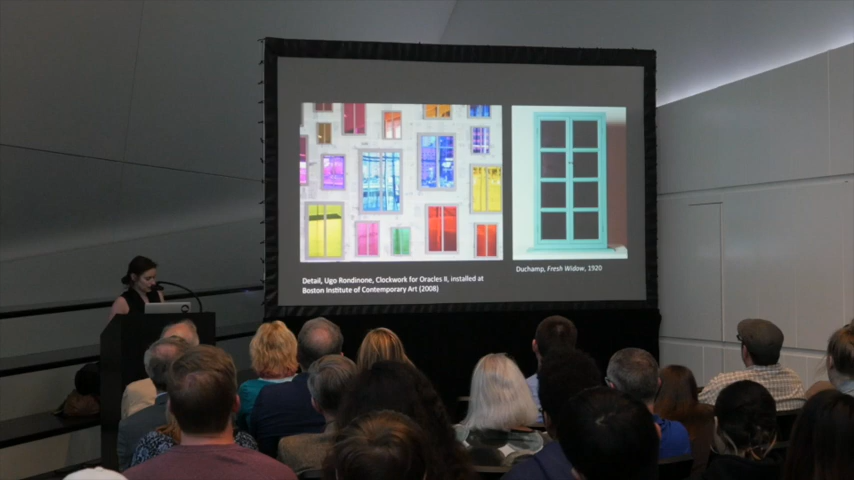 Detail, Ugo Rondinone, Clockwork for Oracles II, installed at
Boston Institute of Contemporary Art (2008)
Duchamp, Fresh Widow, 1920